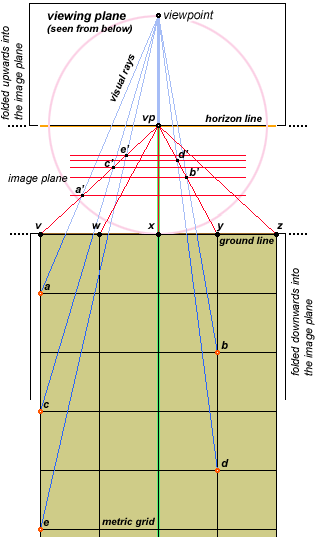 viewing plane
(seen from below)
viewpoint
folded upwards into
the image plane
visual rays
vp
horizon line
e'
d'
c'
b'
image plane
a'
v
w
x
y
z
ground line
a
b
folded downwards into
the image plane
c
d
e
metric grid